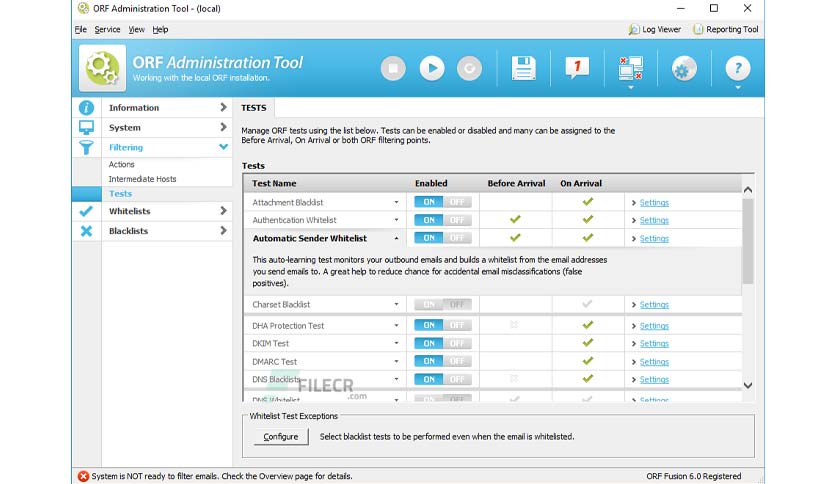 ORF Administration Tool - (local)
File Service View Help Log Viewer Reporting Tool
ORF Administration Tool
Working with the local ORF installation.
1 ?
Information
System
Filtering
Actions
Intermediate Hosts
Tests
Whitelists
Blacklists
TESTS
Manage ORF tests using the list below. Tests can be enabled or disabled and many can be assigned to the
Before Arrival, On Arrival or both ORF filtering points.
Tests
Test Name Enabled Before Arrival On Arrival
Attachment Blacklist ON OFF Settings
Authentication Whitelist ON OFF Settings
Automatic Sender Whitelist ON OFF Settings
This auto-learning test monitors your outbound emails and builds a whitelist from the email addresses
you send emails to. A great help to reduce chance for accidental email misclassifications (false
positives).
Charset Blacklist ON OFF Settings
DHA Protection Test ON OFF Settings
DKIM Test ON OFF Settings
DMARC Test ON OFF Settings
DNS Blacklists ON OFF Settings
FILECR
.com
DNS Whitelist ON OFF Settings
Whitelist Test Exceptions
Configure Select blacklist tests to be performed even when the email is whitelisted.
System is NOT ready to filter emails. Check the Overview page for details. ORF Fusion 6.0 Registered